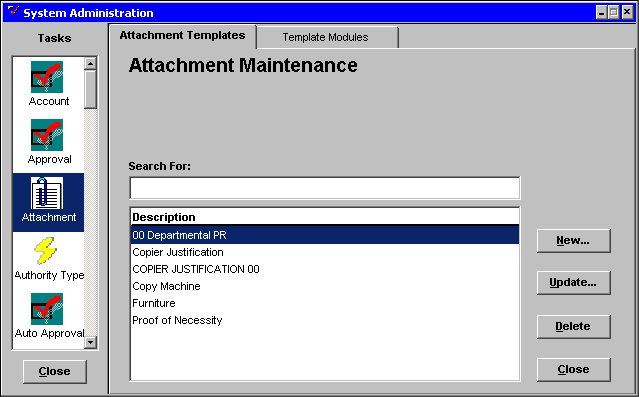 System Administration
Tasks
Account
Approval
Attachment
Authority Type
Auto Approval
Close
Attachment Templates
Template Modules
Attachment Maintenance
Search For:
Description
00 Departmental PR
Copier Justification
COPIER JUSTIFICATION 00
Copy Machine
Furniture
Proof of Necessity
New...
Update...
Delete
Close